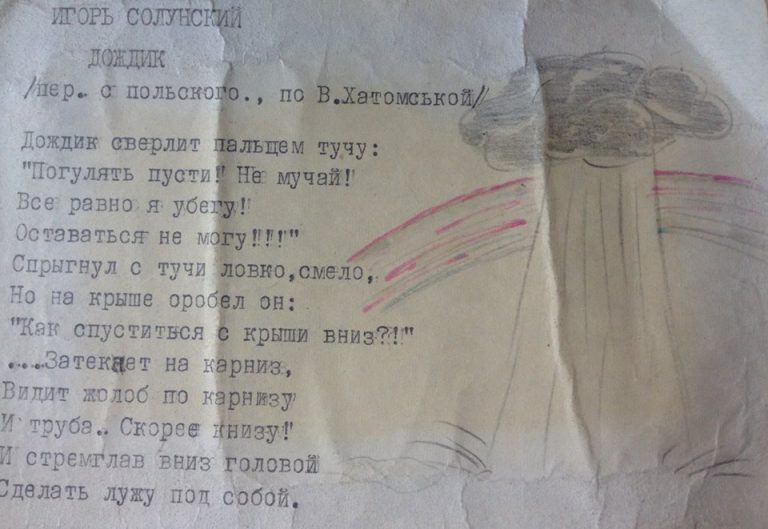 ИГОРЬ СОЛУНСКИЙ
ДОЖДИК
/пер. с польского., по В.Хатомськой/
Дождик сверлит пальцем тучу:
"Погулять пусти! Не мучай!
Все равно я убегу!
Оставаться не могу!!!"
Спрыгнул с тучи ловко,смело,
Но на крыше оробел он:
"Как спуститься с крыши вниз?!"
....Затекает на карниз,
Видит жолоб по карнизу
И труба.. Скорее книзу!
И стремглав вниз головой
Сделать лужу под собой.